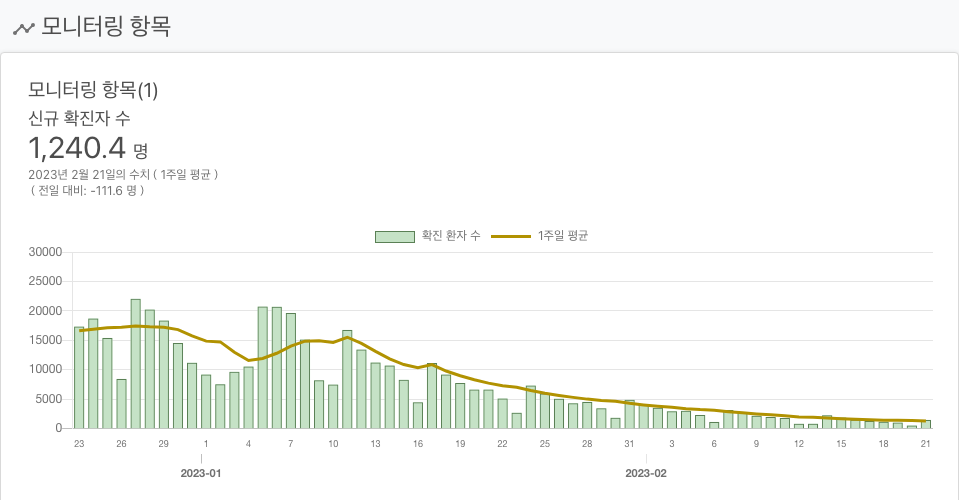 모니터링 항목
모니터링 항목(1)
신규 확진자 수
1,240.4 명
2023년 2월 21일의 수치 ( 1주일 평균 )
( 전일 대비: -111.6 명 )
확진 환자 수 1주일 평균
30000
25000
20000
15000
10000
5000
0
23 26 29 1 4 7 10 13 16 19 22 25 28 31 3 6 9 12 15 18 21
2023-01 2023-02